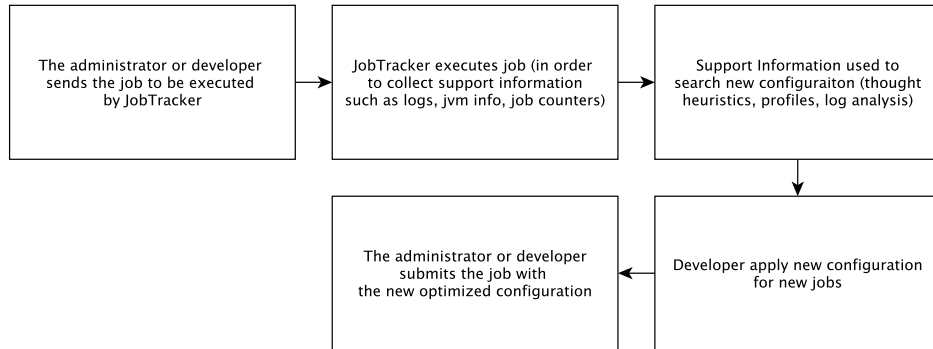 The administrator or developer
sends the job to be executed
by JobTracker
JobTracker executes job (in order
to collect support information
such as logs, jvm info, job counters)
Support Information used to
search new configuraiton (thought
heuristics, profiles, log analysis)
Developer apply new configuration
for new jobs
The administrator or developer
submits the job with
the new optimized configuration